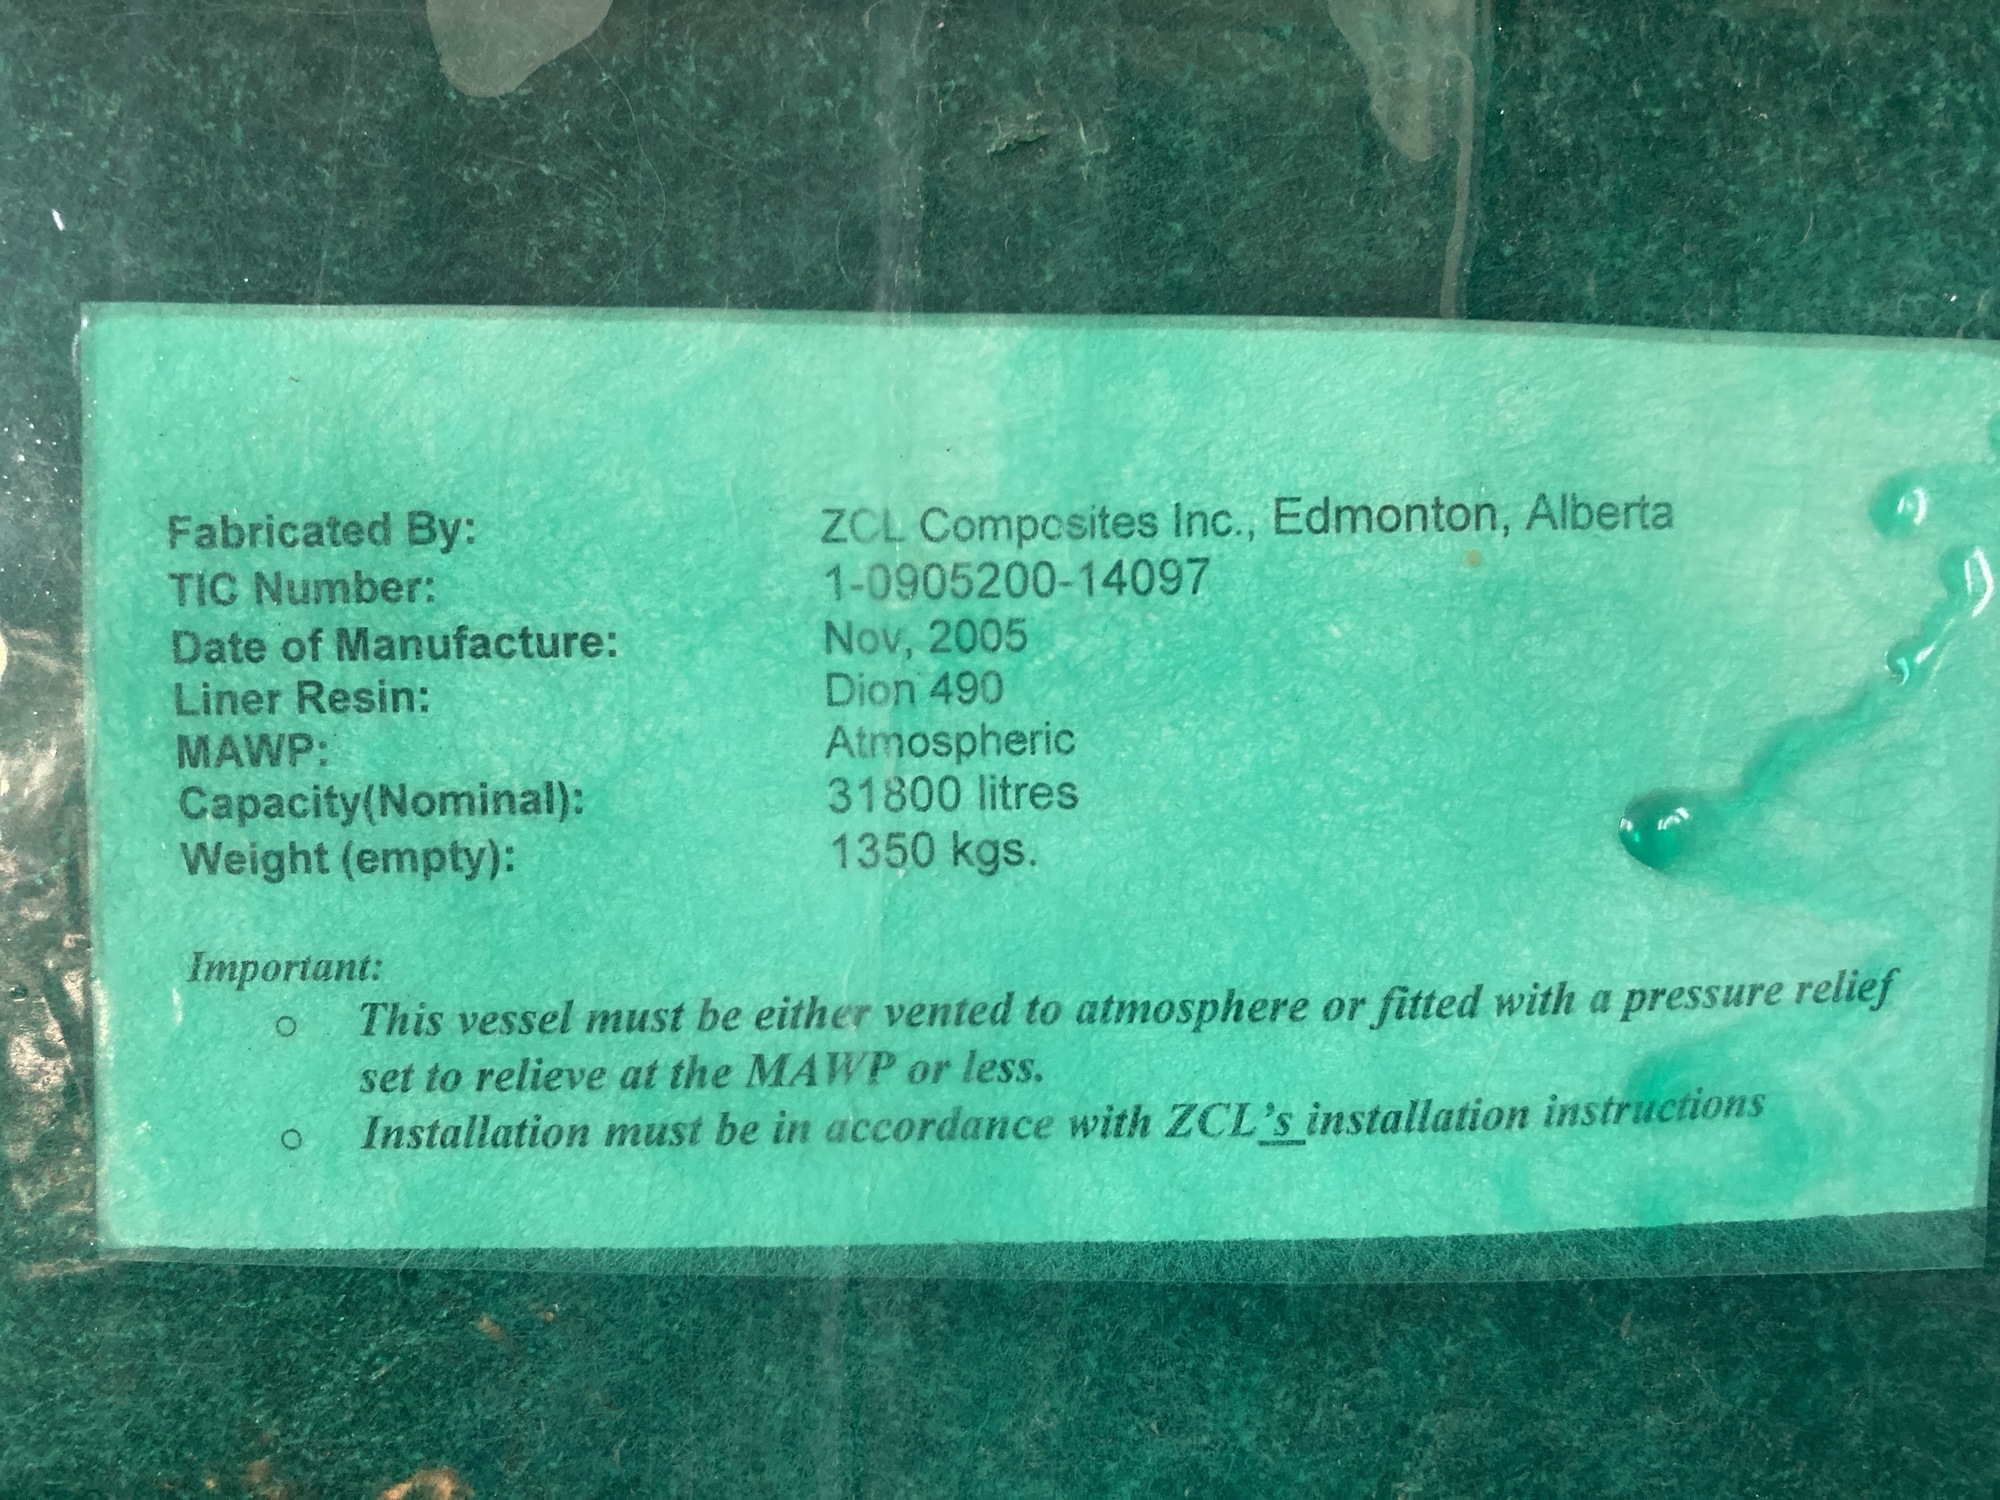 Fabricated By: ZCL Composites Inc., Edmonton, Alberta
TIC Number: 1-0905200-14097
Date of Manufacture: Nov, 2005
Liner Resin: Dion 490
MAWP: Atmospheric
Capacity(Nominal): 31800 litres
Weight (empty): 1350 kgs.
Important:
○ This vessel must be either vented to atmosphere or fitted with a pressure relief
set to relieve at the MAWP or less.
○ Installation must be in accordance with ZCL's installation instructions